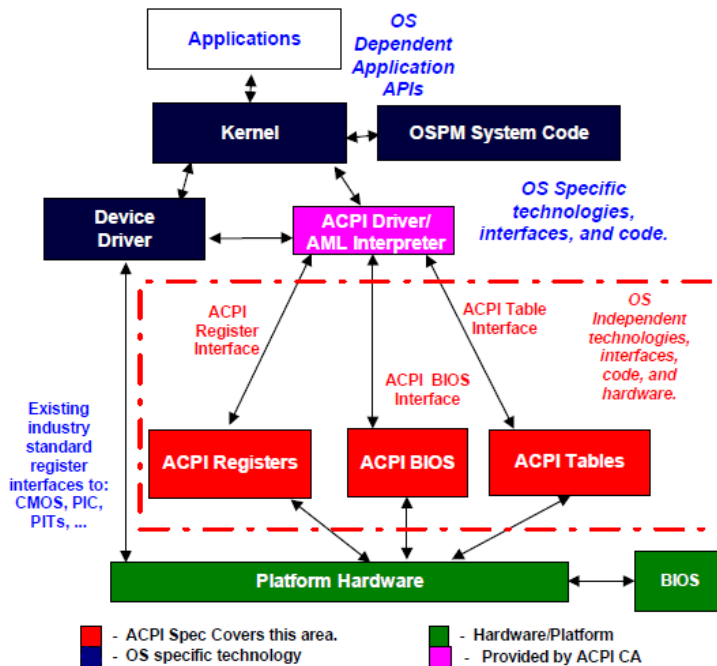 Applications
OS
Dependent
Application
APIs
Kernel
OSPM System Code
OS Specific
technologies,
interfaces, and code.
Device
Driver
ACPI Driver/
AML Interpreter
ACPI
Register
Interface
ACPI Table
Interface
OS
Independent
technologies,
interfaces,
code, and
hardware.
ACPI BIOS
Interface
Existing
industry
standard
register
interfaces to:
CMOS, PIC,
PITs, ...
ACPI Registers
ACPI BIOS
ACPI Tables
Platform Hardware
BIOS
- ACPI Spec Covers this area.
- OS specific technology
- Hardware/Platform
- Provided by ACPI CA